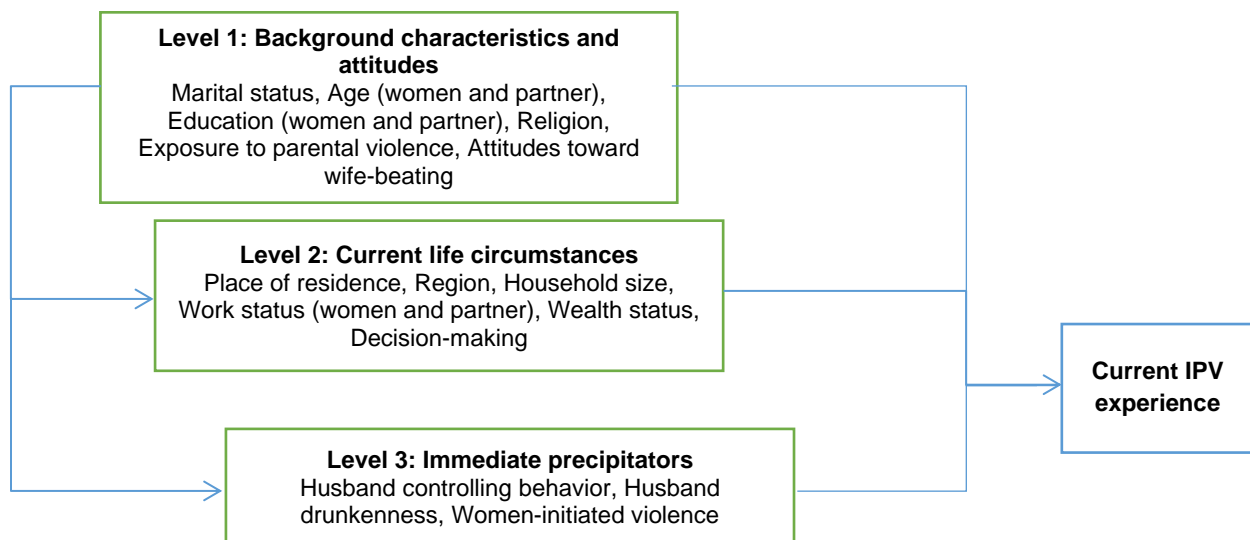 Level 1: Background characteristics and
attitudes
Marital status, Age (women and partner),
Education (women and partner), Religion,
Exposure to parental violence, Attitudes toward
wife-beating
Level 2: Current life circumstances
Place of residence, Region, Household size,
Work status (women and partner), Wealth status,
Decision-making
Current IPV
experience
Level 3: Immediate precipitators
Husband controlling behavior, Husband
drunkenness, Women-initiated violence